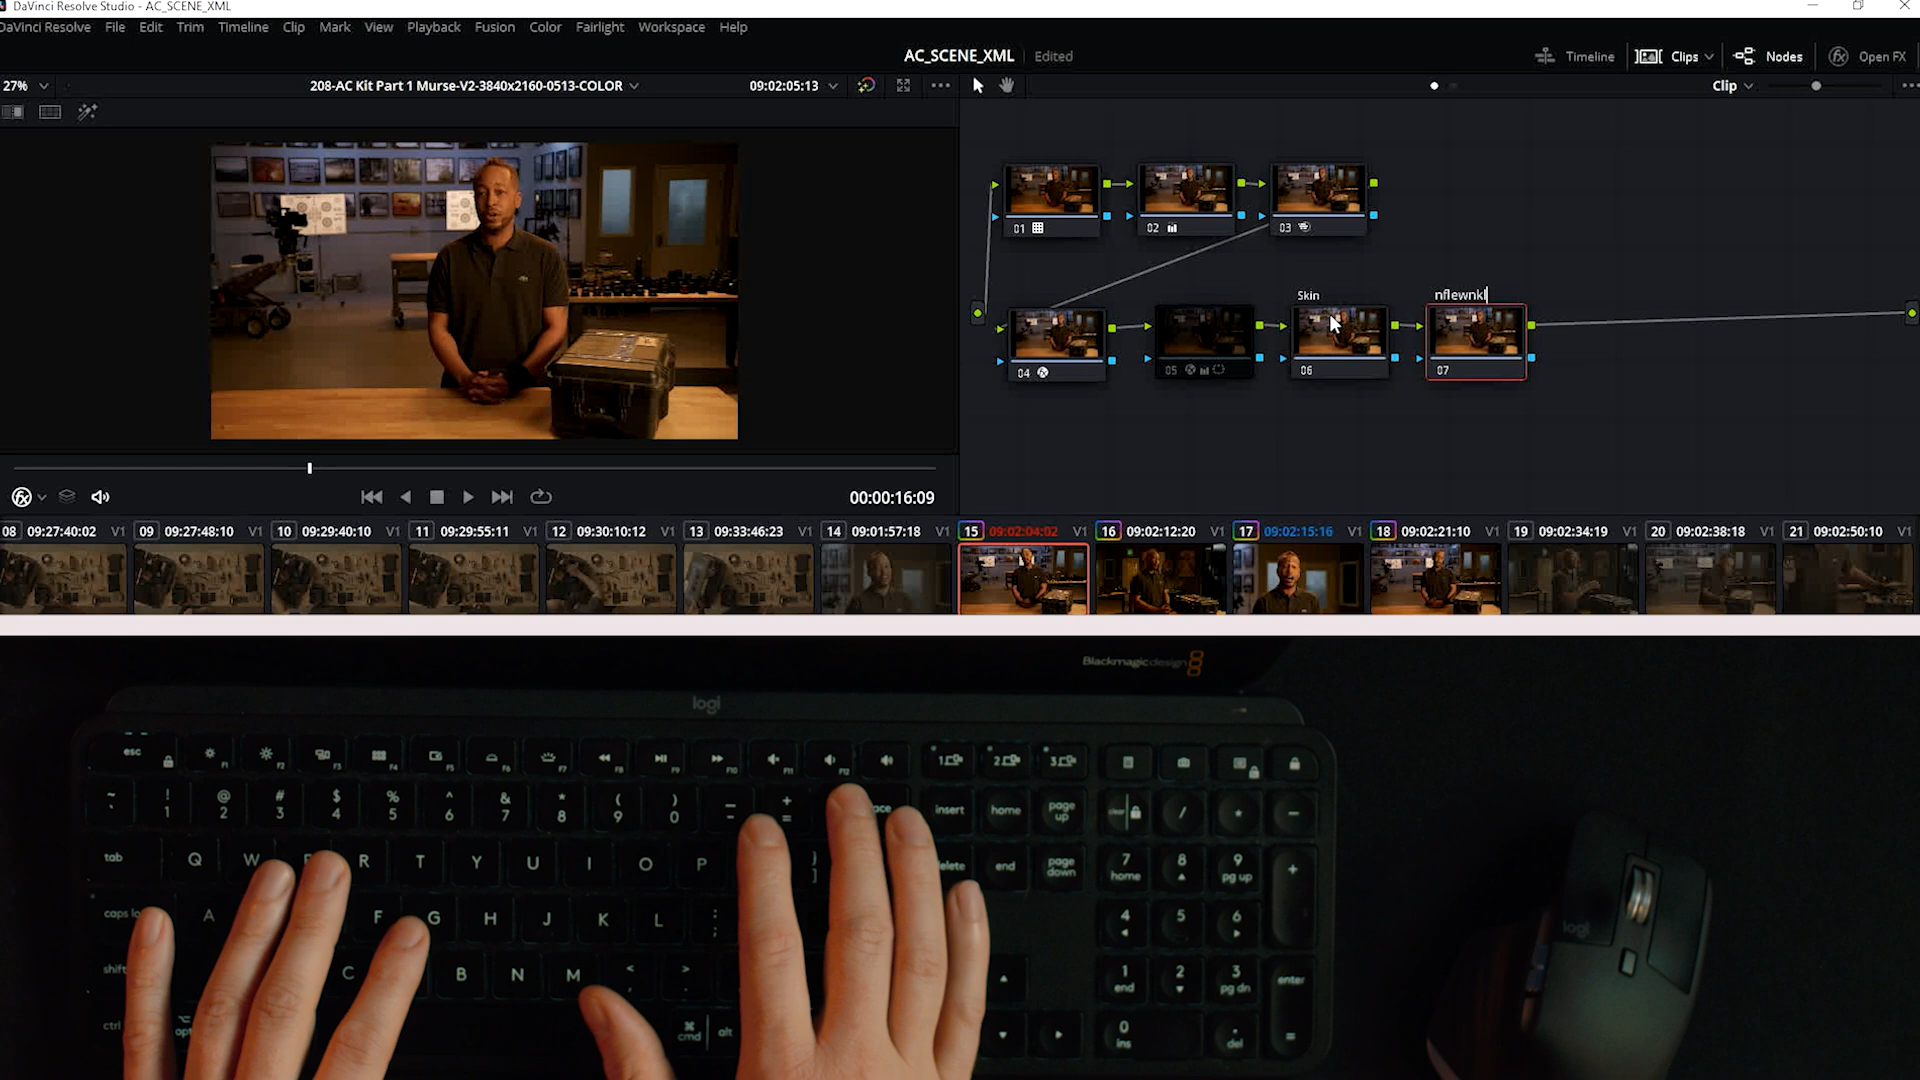 DaVinci Resolve Studio - AC_SCENE_XML
DaVinci Resolve File Edit Trim Timeline Clip Mark View Playback Fusion Color Fairlight Workspace Help
AC_SCENE_XML Edited
Timeline Clips Nodes Open FX
27% 208-AC Kit Part 1 Murse-V2-3840x2160-0513-COLOR 09:02:05:13 Clip
01 02 03
Skin nflewnkl
04 05 06 07
00:00:16:09
08 09:27:40:02 V1 09 09:27:48:10 V1 10 09:29:40:10 V1 11 09:29:55:11 V1 12 09:30:10:12 V1 13 09:33:46:23 V1 14 09:01:57:18 V1 15 09:02:04:02 V1 16 09:02:12:20 V1 17 09:02:15:16 V1 18 09:02:21:10 V1 19 09:02:34:19 V1 20 09:02:38:18 V1 21 09:02:50:10 V1
Blackmagicdesign
logi
esc F1 F2 F3 F4 F5 F6 F7 F8 F9 F10 F11 F12 1 2 3
~ ` ! 1 @ 2 # 3 $ 4 % 5 ^ 6 & 7 * 8 ( 9 ) 0 _ - + = insert home page up clear / * -
tab Q W R T Y U I O P end page down 7 home 8 9 pg up +
caps A F G H J K L 4 5 6
shift C B N M < > 1 end 2 3 pg dn enter
ctrl cmd alt 0 ins . del =
logi